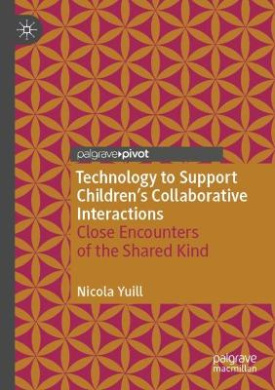 palgrave pivot
Technology to Support
Children's Collaborative
Interactions
Close Encounters
of the Shared Kind
Nicola Yuill
palgrave
macmillan